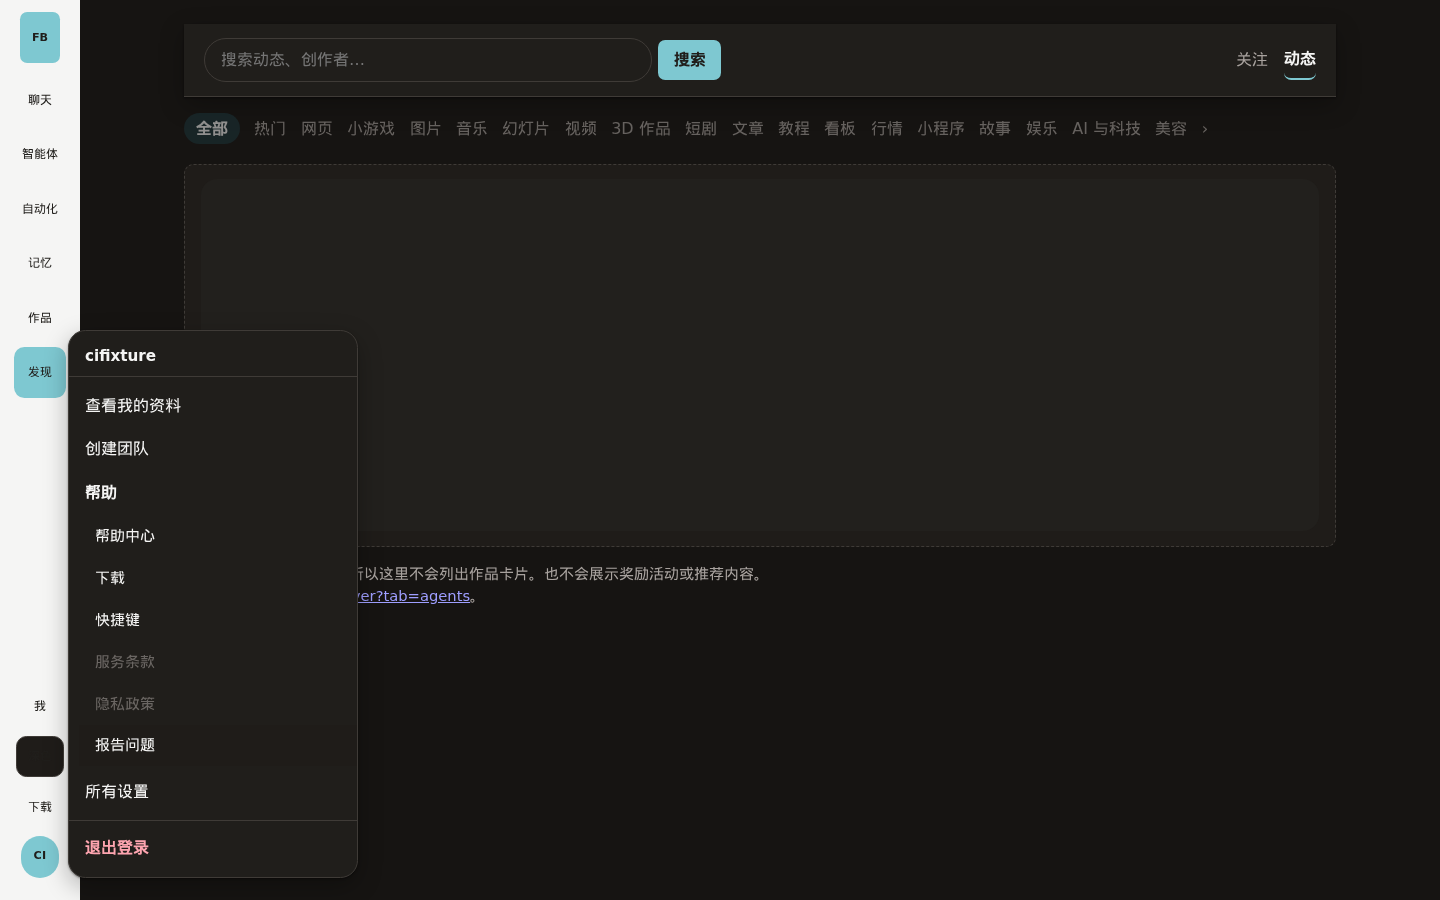 FB
聊天
智能体
自动化
记忆
作品
发现
我
下载
CI
搜索动态、创作者...
搜索
关注
动态
全部 热门 网页 小游戏 图片 音乐 幻灯片 视频 3D 作品 短剧 文章 教程 看板 行情 小程序 故事 娱乐 AI 与科技 美容 ›
以这里不会列出作品卡片。也不会展示奖励活动或推荐内容。
ver?tab=agents。
cifixture
查看我的资料
创建团队
帮助
帮助中心
下载
快捷键
服务条款
隐私政策
报告问题
所有设置
退出登录